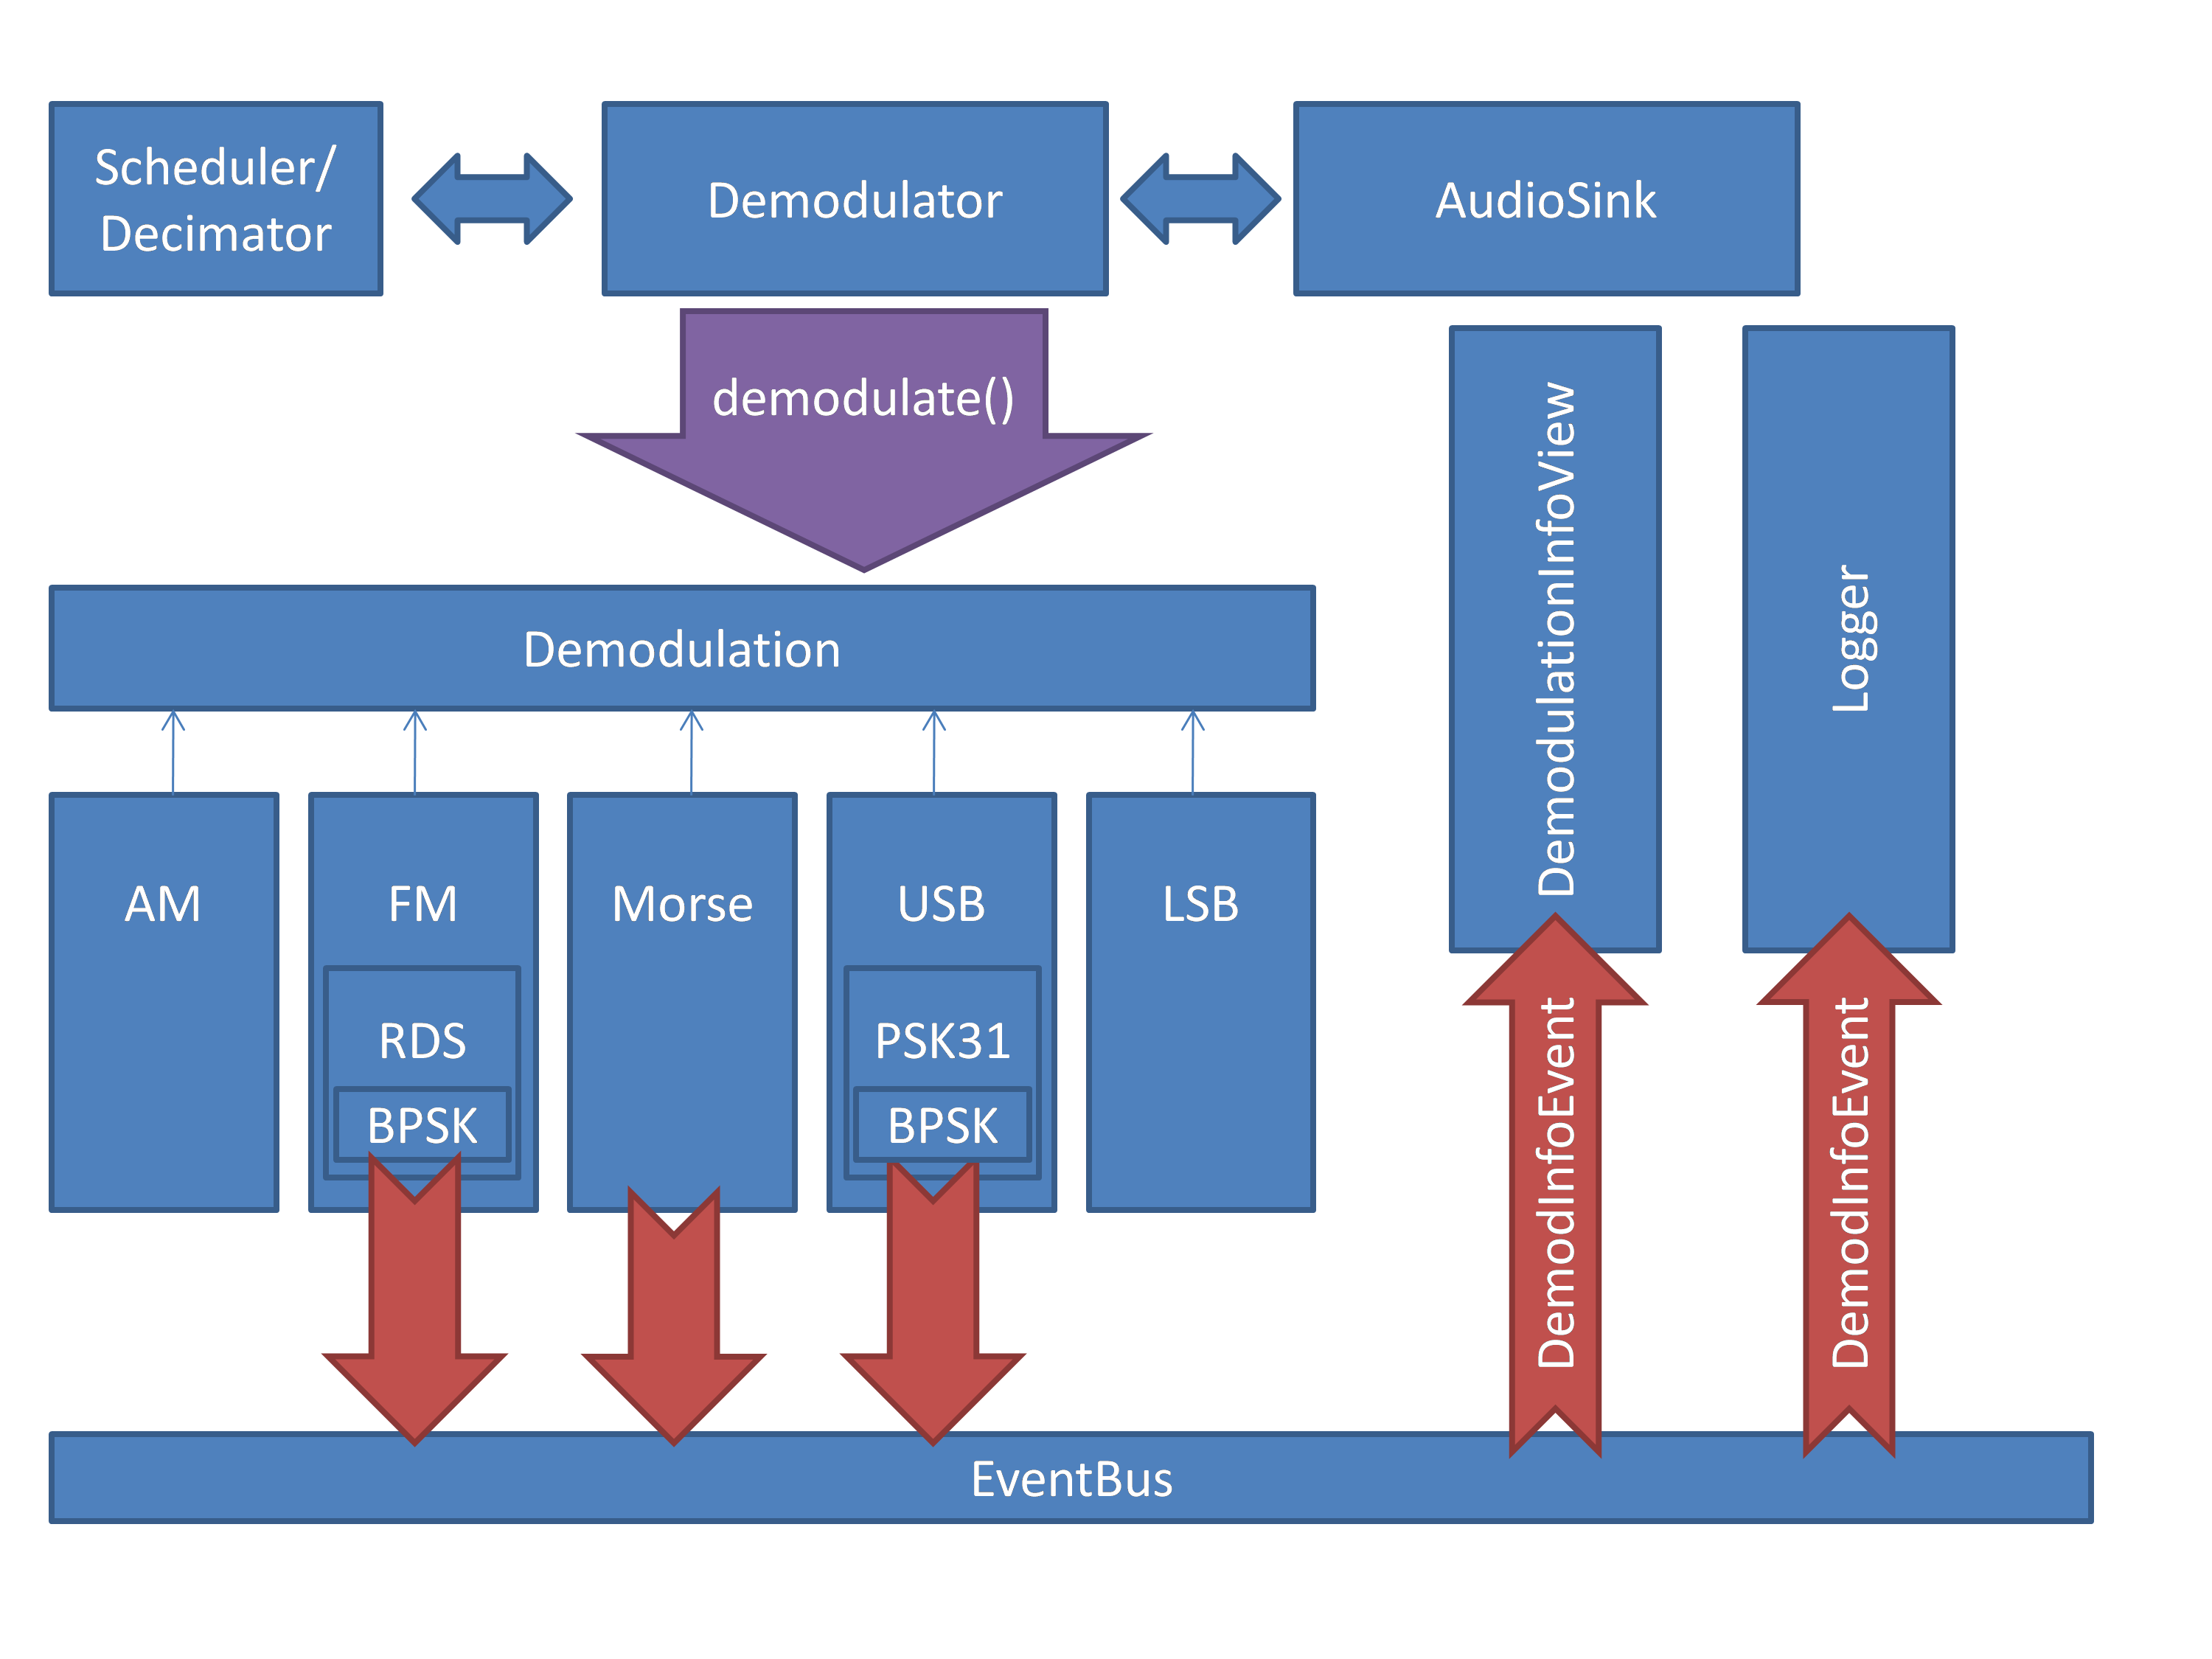 Scheduler/
Decimator
Demodulator
AudioSink
demodulate()
Demodulation
DemodulationInfoView
Logger
AM
FM
Morse
USB
LSB
RDS
PSK31
BPSK
BPSK
DemodInfoEvent
DemodInfoEvent
EventBus